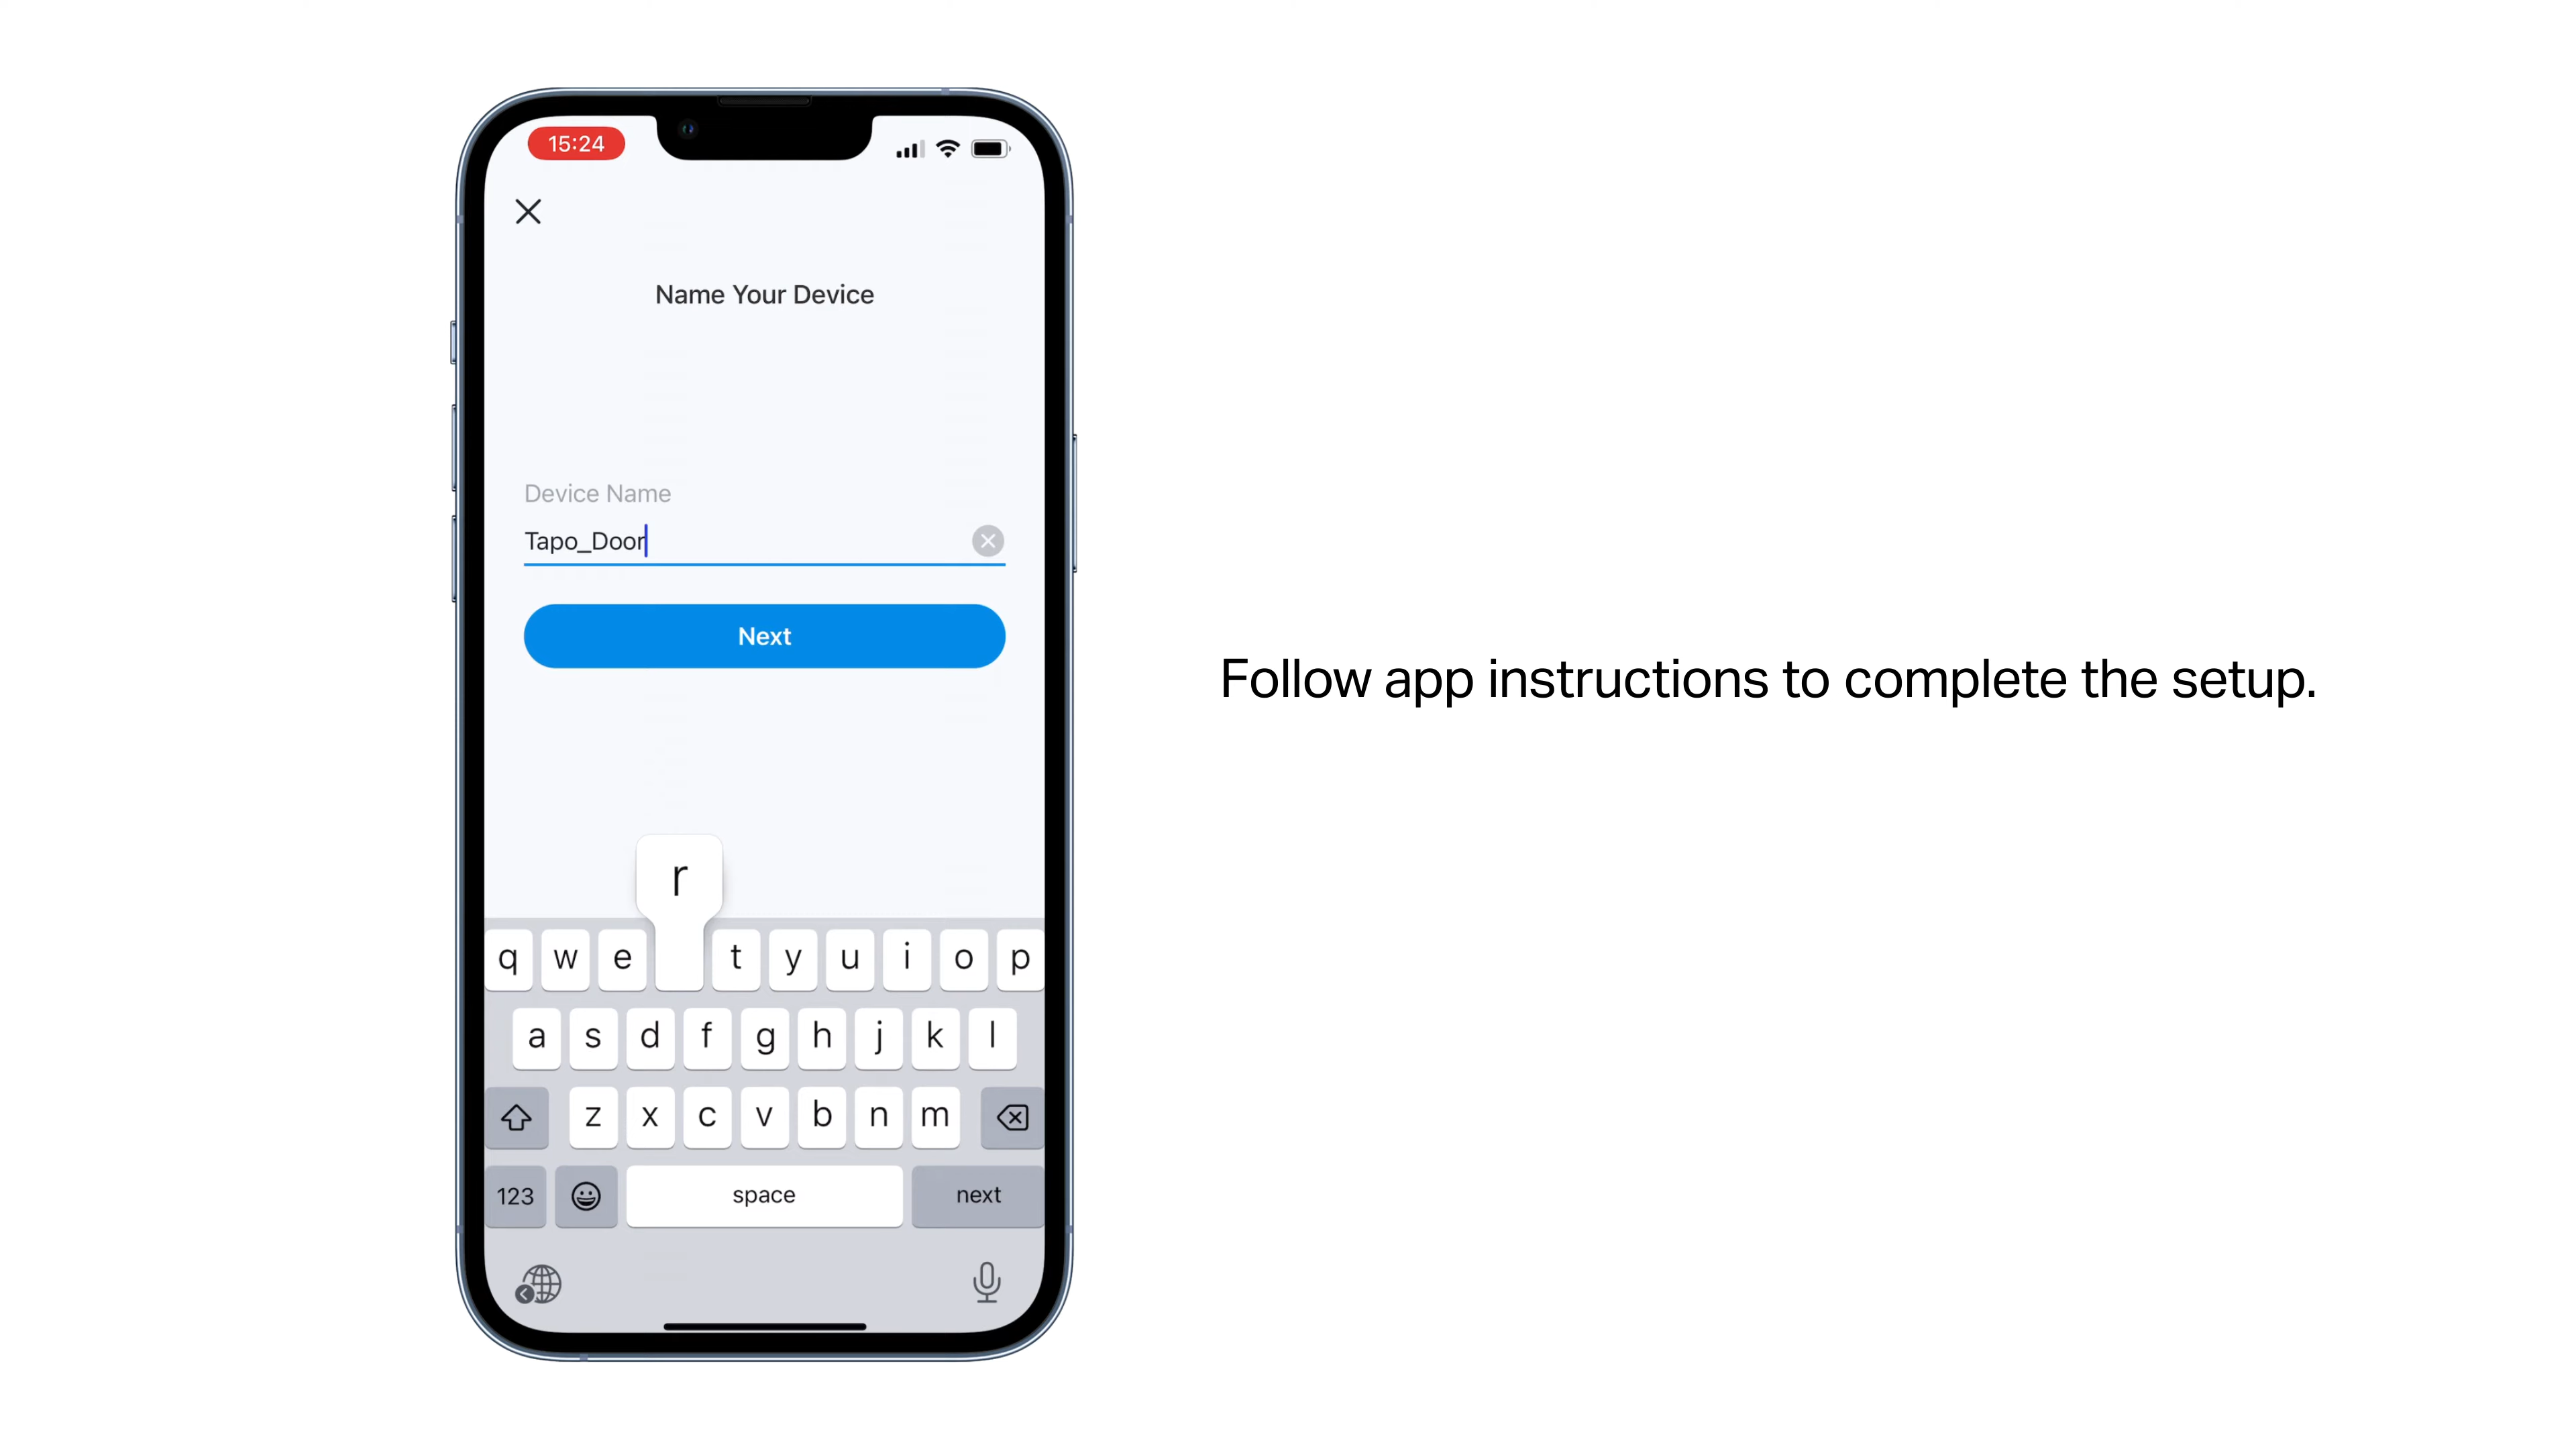 15:24
Name Your Device
Device Name
Tapo_Door
Next
Follow app instructions to complete the setup.
r
q w e t y u i o p
a s d f g h j k l
z x c v b n m
123 space next